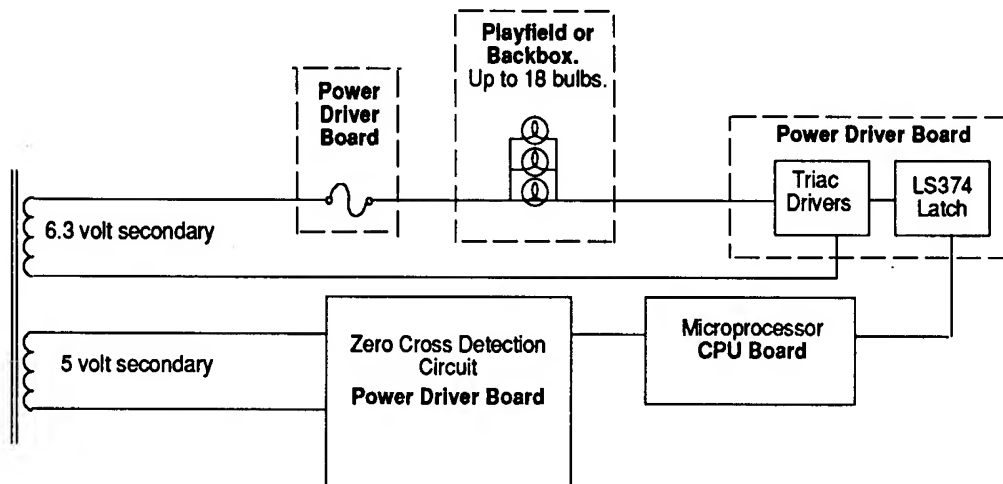 Playfield or
Backbox.
Up to 18 bulbs.
Power
Driver
Board
Power Driver Board
Triac
Drivers
LS374
Latch
6.3 volt secondary
5 volt secondary
Zero Cross Detection
Circuit
Power Driver Board
Microprocessor
CPU Board